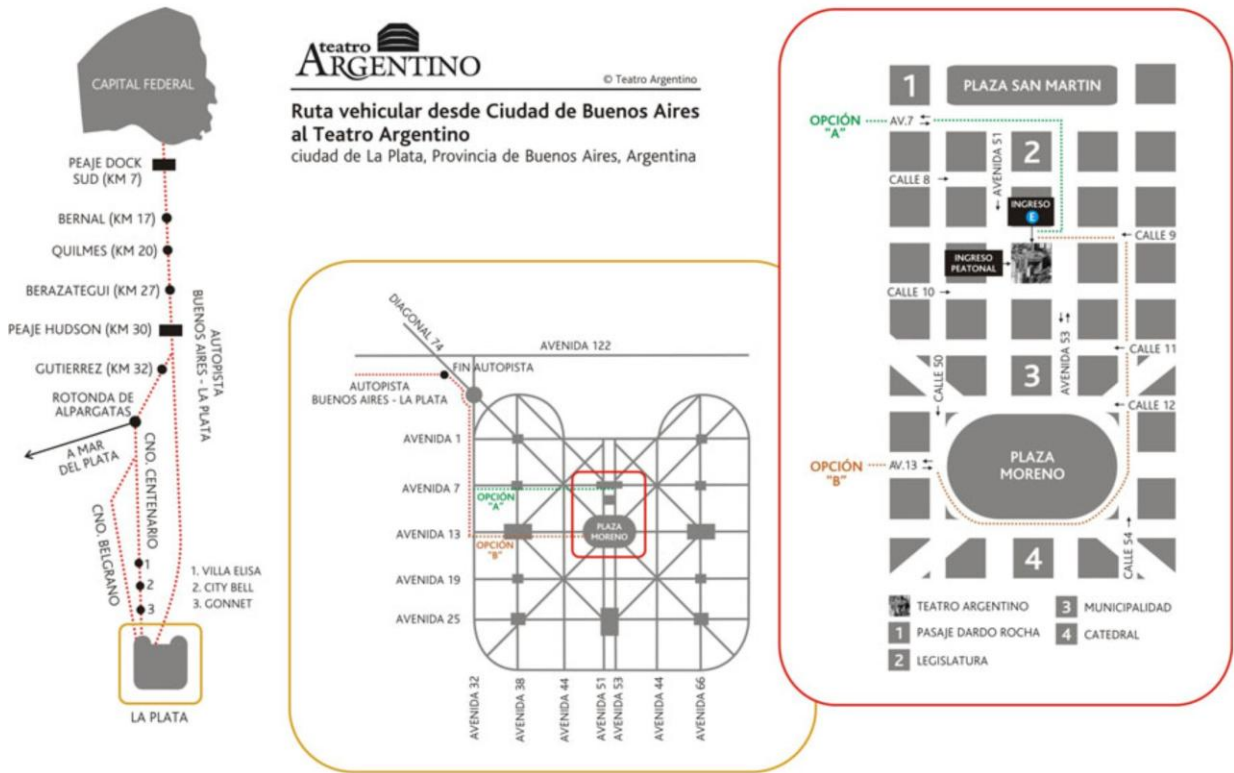 teatro
ARGENTINO
© Teatro Argentino
Ruta vehicular desde Ciudad de Buenos Aires
al Teatro Argentino
ciudad de La Plata, Provincia de Buenos Aires, Argentina
CAPITAL FEDERAL
PEAJE DOCK
SUD (KM 7)
BERNAL (KM 17)
QUILMES (KM 20)
BERAZATEGUI (KM 27)
PEAJE HUDSON (KM 30)
GUTIERREZ (KM 32)
AUTOPISTA
BUENOS AIRES - LA PLATA
ROTONDA DE
ALPARGATAS
A MAR
DEL PLATA
CNO. CENTENARIO
CNO. BELGRANO
1
2
3
1. VILLA ELISA
2. CITY BELL
3. GONNET
LA PLATA
DIAGONAL 74
AVENIDA 122
FIN AUTOPISTA
AUTOPISTA
BUENOS AIRES - LA PLATA
AVENIDA 1
AVENIDA 7
OPCIÓN
"A"
AVENIDA 13
OPCIÓN
"B"
PLAZA
MORENO
AVENIDA 19
AVENIDA 25
AVENIDA 32
AVENIDA 38
AVENIDA 44
AVENIDA 51
AVENIDA 53
AVENIDA 44
AVENIDA 66
1
PLAZA SAN MARTIN
OPCIÓN
"A"
AV.7
AVENIDA 51
2
CALLE 8
INGRESO
E
CALLE 9
INGRESO
PEATONAL
CALLE 10
AVENIDA 53
CALLE 11
CALLE 50
3
CALLE 12
PLAZA
MORENO
OPCIÓN
"B"
AV.13
CALLE 54
4
TEATRO ARGENTINO
1 PASAJE DARDO ROCHA
2 LEGISLATURA
3 MUNICIPALIDAD
4 CATEDRAL